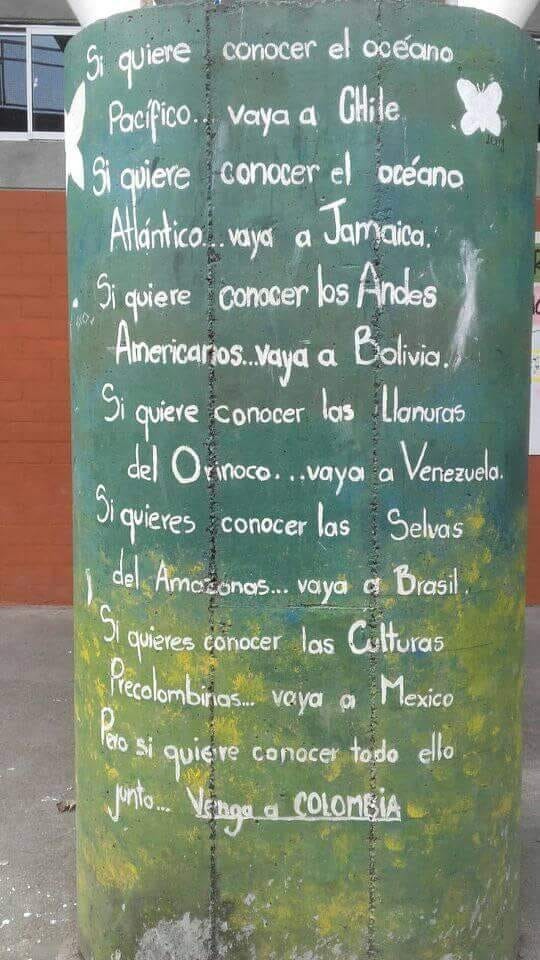 Si quiere conocer el océano
Pacífico... vaya a CHile
Si quiere conocer el océano
Atlántico...vaya a Jamaica.
Si quiere conocer los Andes
Americanos...vaya a Bolivia.
Si quiere conocer las Llanuras
del Orinoco...vaya a Venezuela.
Si quieres conocer las Selvas
del Amazonas... vaya a Brasil.
Si quieres conocer las Culturas
Precolombinas... vaya a Mexico
Pero si quiere conocer todo ello
junto... Venga a COLOMBIA